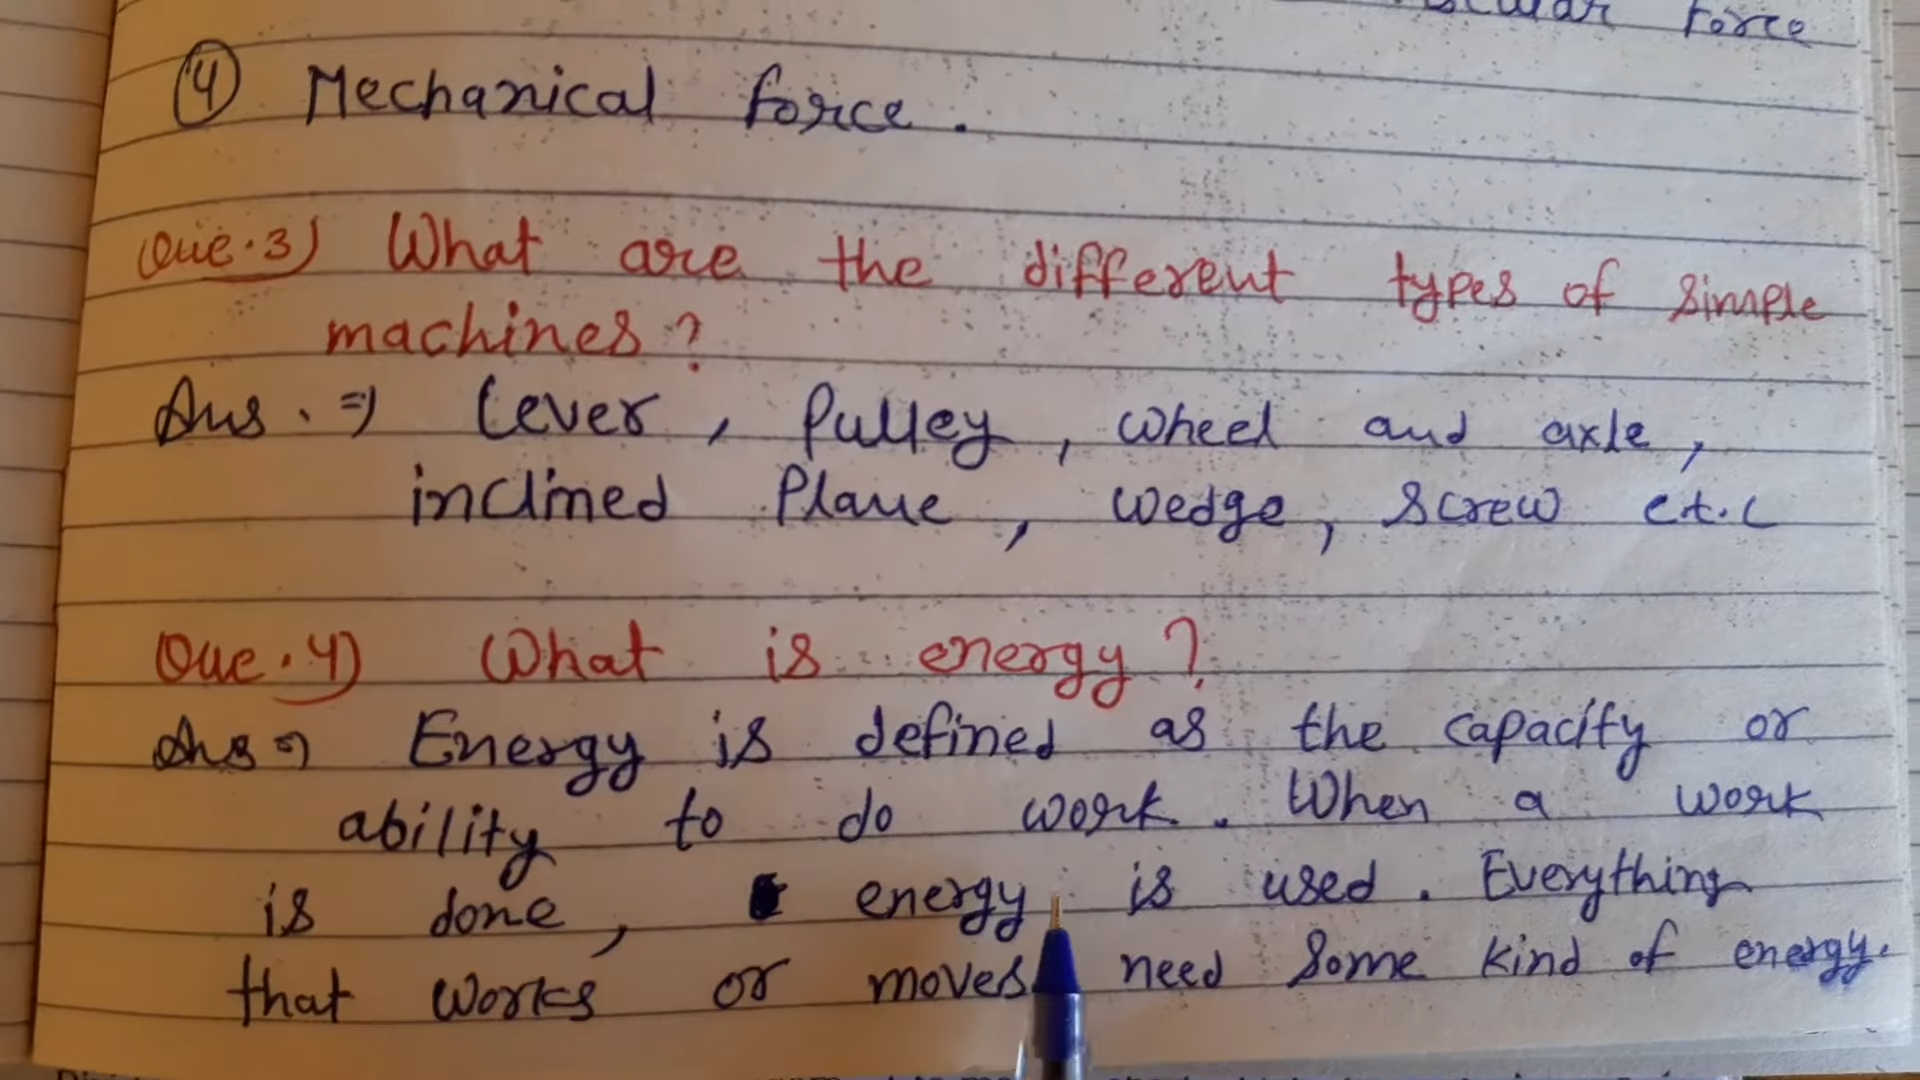 Force
④ Mechanical force.
Que.3) What are the different types of simple
machines?
Ans. ⇒ Lever, Pulley, wheel and axle,
inclined Plane, wedge, screw et.c
Que.4) What is energy?
Ans ⇒ Energy is defined as the capacity or
ability to do work. When a work
is done, energy is used. Everything
that works or moves need some kind of energy.